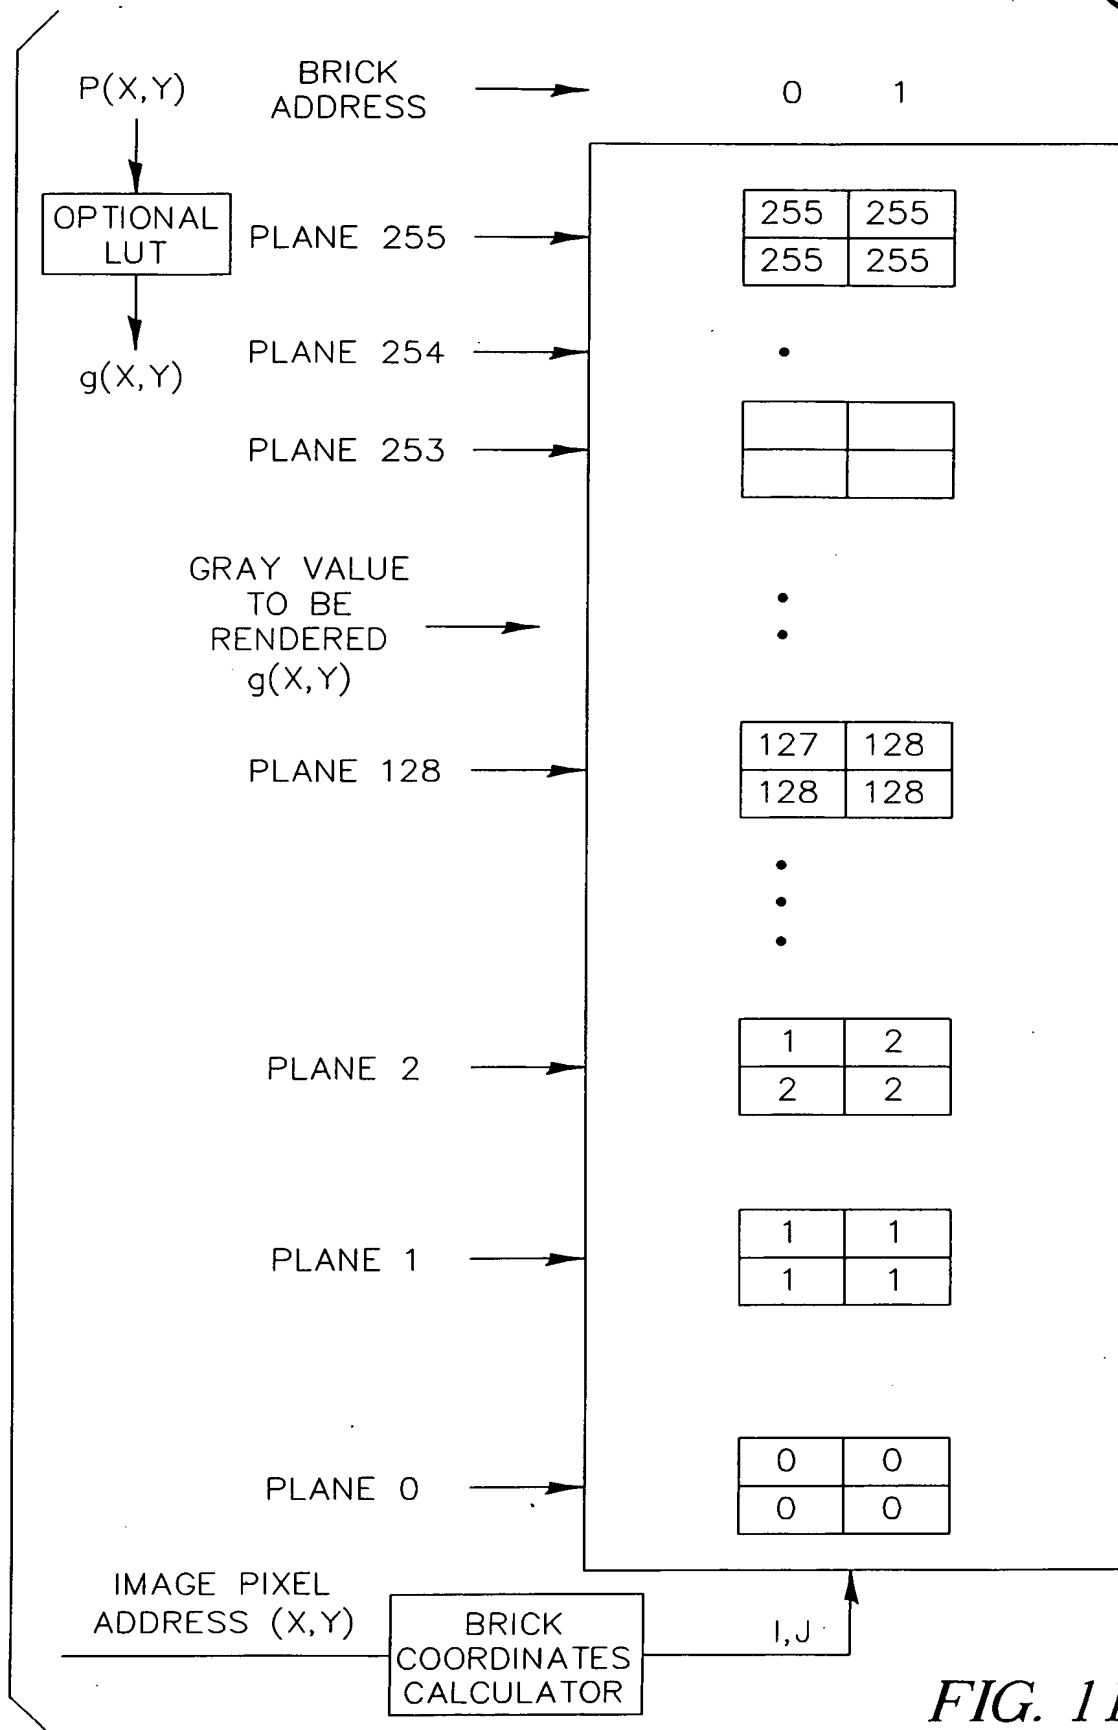 P(X,Y)
BRICK
ADDRESS
0 1
OPTIONAL
LUT
g(X,Y)
PLANE 255
255 255
255 255
PLANE 254
PLANE 253
GRAY VALUE
TO BE
RENDERED
g(X,Y)
PLANE 128
127 128
128 128
PLANE 2
1 2
2 2
PLANE 1
1 1
1 1
PLANE 0
0 0
0 0
IMAGE PIXEL
ADDRESS (X,Y)
BRICK
COORDINATES
CALCULATOR
I,J
FIG. 11